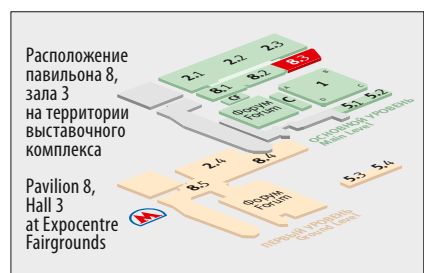 Расположение
павильона 8,
зала 3
на территории
выставочного
комплекса
Pavilion 8,
Hall 3
at Expocentre
Fairgrounds
2.1
2.2
2.3
8.1
8.2
8.3
CF
Форум
Forum
C
A
B
D
1
5.1
5.2
ОСНОВНОЙ УРОВЕНЬ
Main Level
2.4
8.4
8.5
Форум
Forum
5.3
5.4
ПЕРВЫЙ УРОВЕНЬ
Ground Level
М